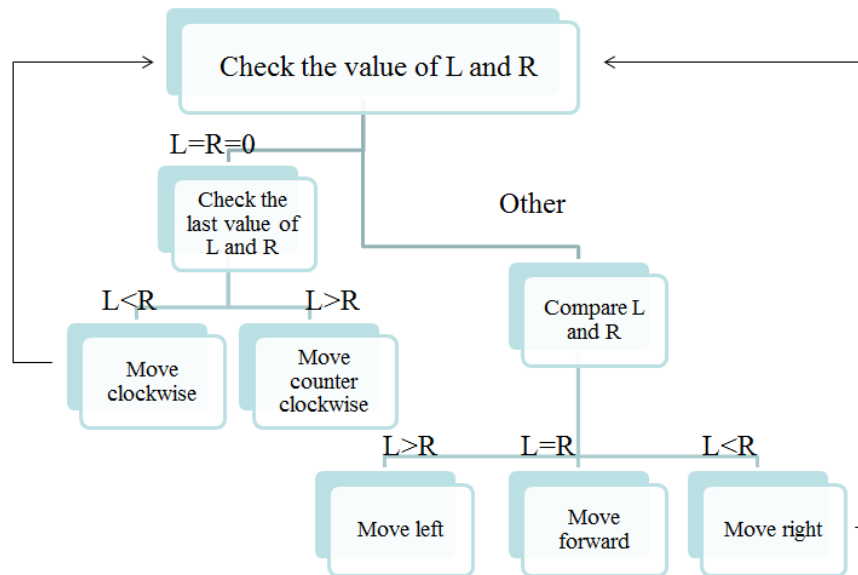 Check the value of L and R
L=R=0
Check the
last value of
L and R
Other
L<R
L>R
Compare L
and R
Move
clockwise
Move
counter
clockwise
L>R
L=R
L<R
Move left
Move
forward
Move right